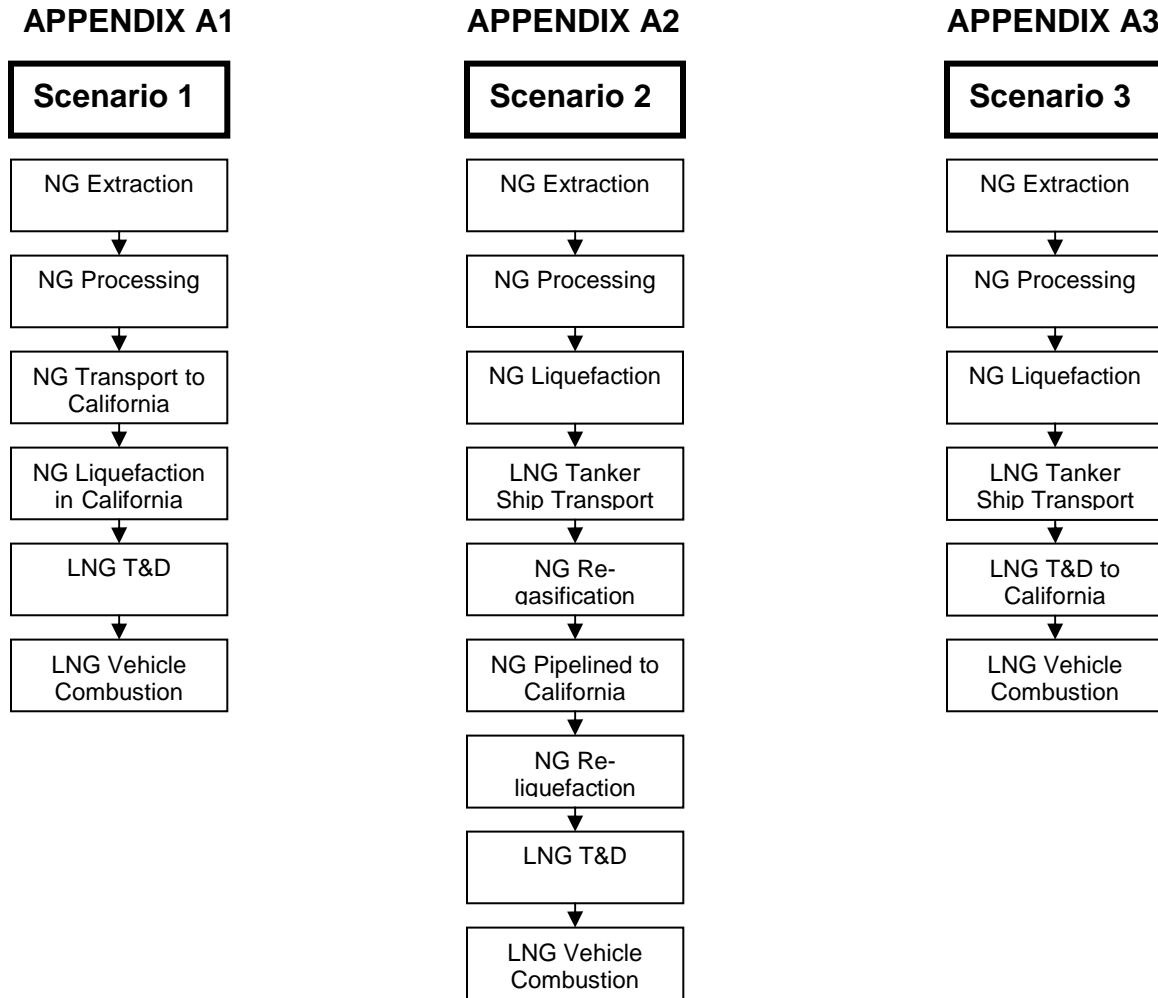 APPENDIX A1
Scenario 1
NG Extraction
NG Processing
NG Transport to
California
NG Liquefaction
in California
LNG T&D
LNG Vehicle
Combustion
APPENDIX A2
Scenario 2
NG Extraction
NG Processing
NG Liquefaction
LNG Tanker
Ship Transport
NG Re-
gasification
NG Pipelined to
California
NG Re-
liquefaction
LNG T&D
LNG Vehicle
Combustion
APPENDIX A3
Scenario 3
NG Extraction
NG Processing
NG Liquefaction
LNG Tanker
Ship Transport
LNG T&D to
California
LNG Vehicle
Combustion